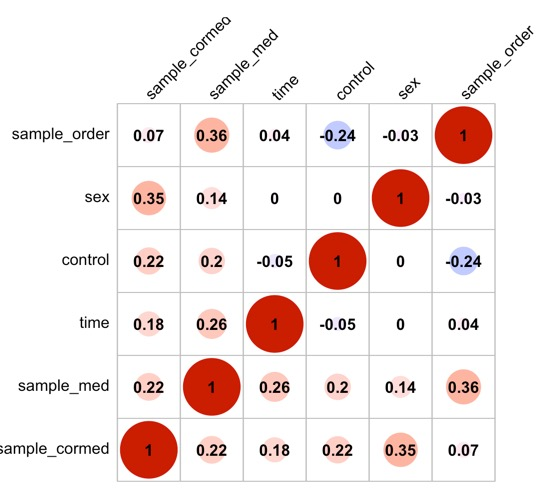 sample_cormed sample_med time control sex sample_order
sample_order 0.07 0.36 0.04 -0.24 -0.03 1
sex 0.35 0.14 0 0 1 -0.03
control 0.22 0.2 -0.05 1 0 -0.24
time 0.18 0.26 1 -0.05 0 0.04
sample_med 0.22 1 0.26 0.2 0.14 0.36
sample_cormed 1 0.22 0.18 0.22 0.35 0.07